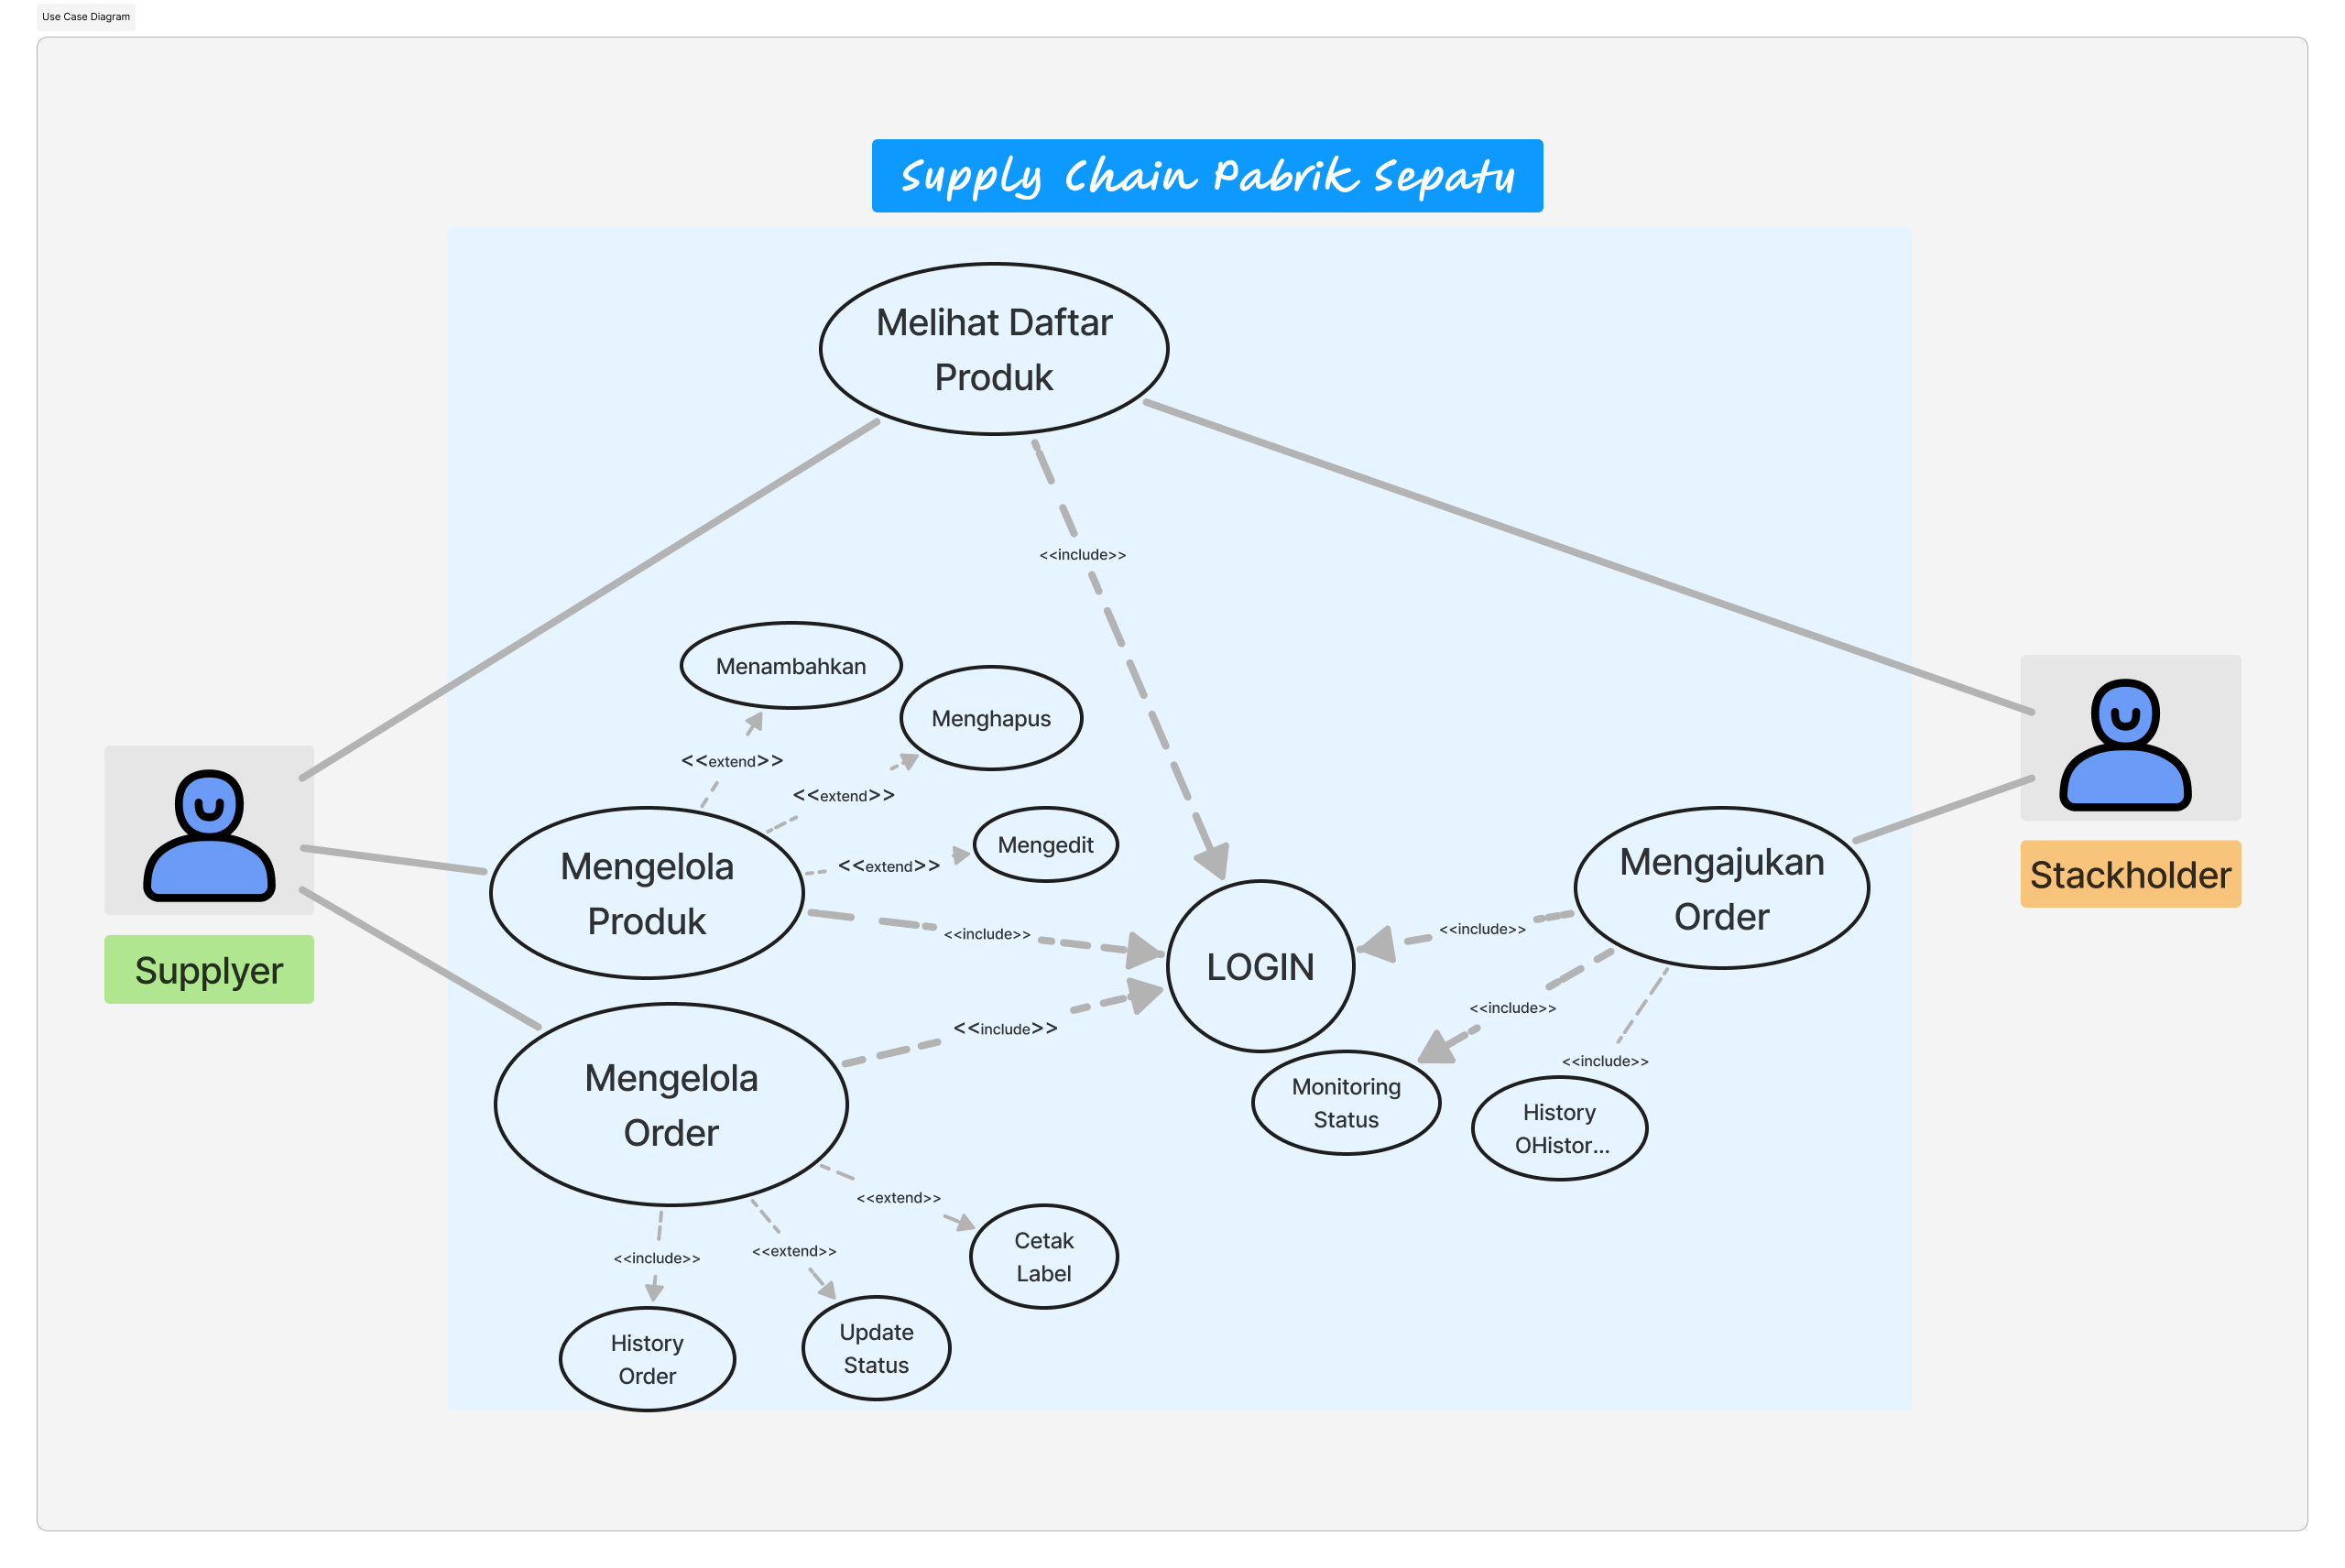 Use Case Diagram
Supply Chain Pabrik Sepatu
Melihat Daftar
Produk
<<include>>
Menambahkan
Menghapus
<<extend>>
<<extend>>
Mengedit
<<extend>>
Mengelola
Produk
<<include>>
LOGIN
<<include>>
Mengajukan
Order
Stackholder
Supplyer
<<include>>
<<include>>
<<include>>
Mengelola
Order
Monitoring
Status
History
OHistor...
<<extend>>
<<extend>>
<<include>>
Cetak
Label
Update
Status
History
Order